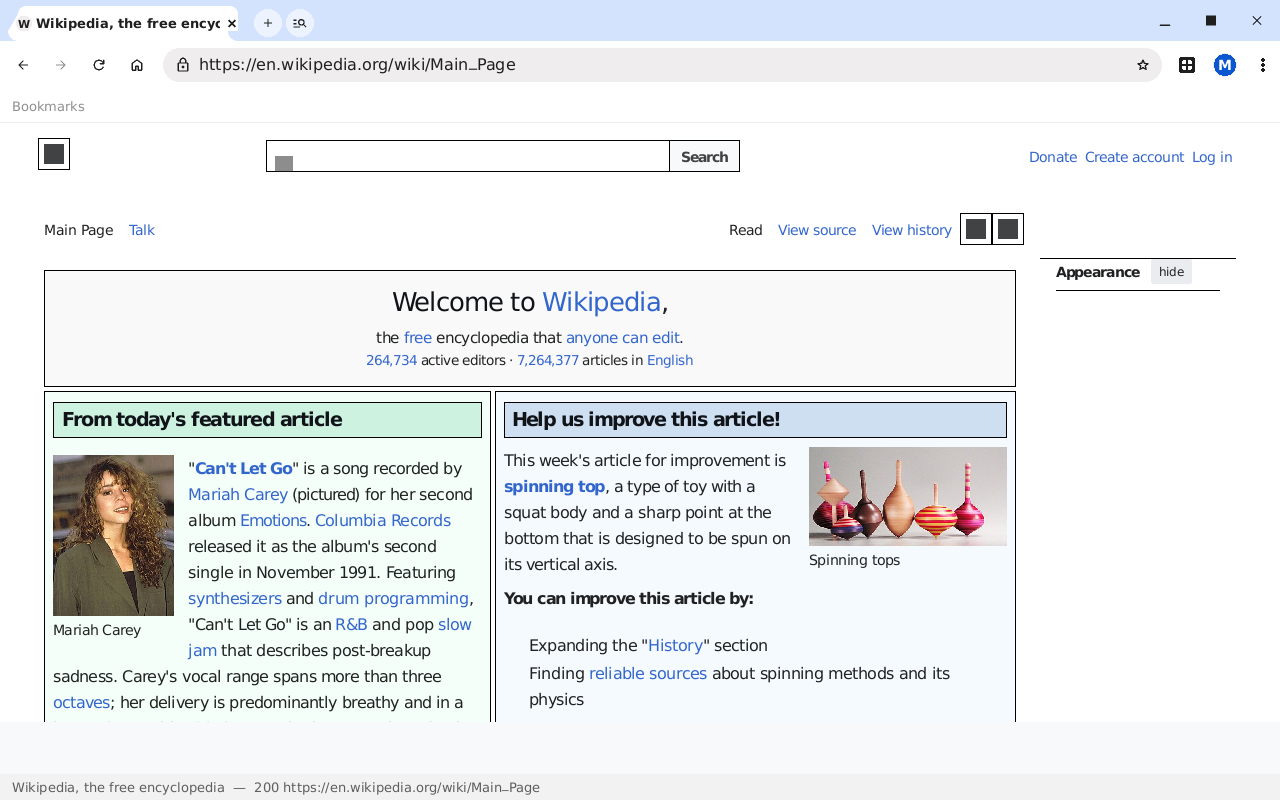 W Wikipedia, the free encyc
https://en.wikipedia.org/wiki/Main_Page
M
Bookmarks
Search
Donate Create account Log in
Main Page Talk
Read View source View history
Appearance hide
Welcome to Wikipedia,
the free encyclopedia that anyone can edit.
264,734 active editors · 7,264,377 articles in English
From today's featured article
"Can't Let Go" is a song recorded by
Mariah Carey (pictured) for her second
album Emotions. Columbia Records
released it as the album's second
single in November 1991. Featuring
synthesizers and drum programming,
"Can't Let Go" is an R&B and pop slow
jam that describes post-breakup
Mariah Carey
sadness. Carey's vocal range spans more than three
octaves; her delivery is predominantly breathy and in a
Help us improve this article!
This week's article for improvement is
spinning top, a type of toy with a
squat body and a sharp point at the
bottom that is designed to be spun on
its vertical axis.
Spinning tops
You can improve this article by:
Expanding the "History" section
Finding reliable sources about spinning methods and its
physics
Wikipedia, the free encyclopedia — 200 https://en.wikipedia.org/wiki/Main_Page